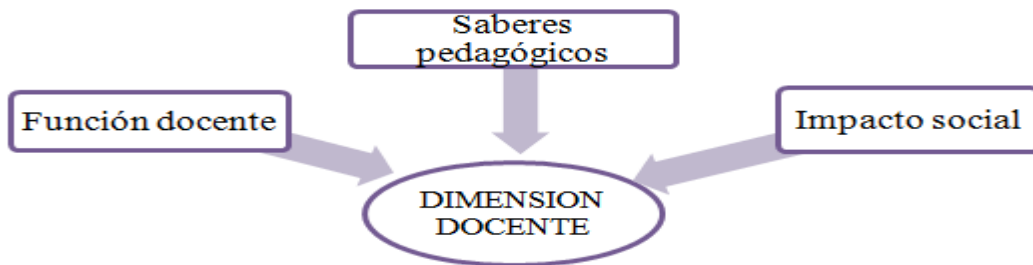 Saberes
pedagógicos
Función docente
Impacto social
DIMENSION
DOCENTE